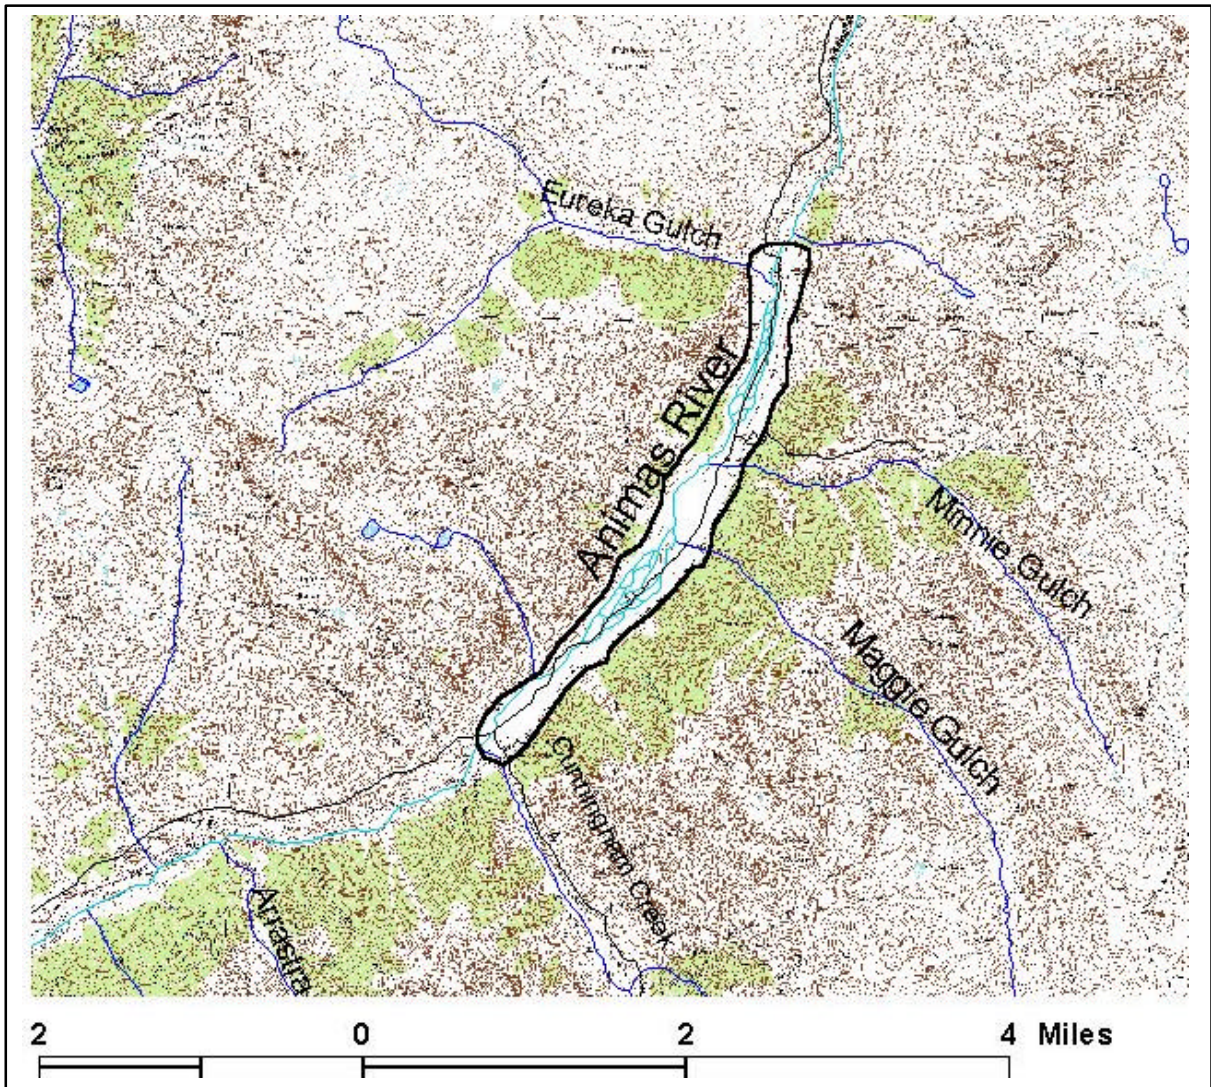 Eureka Gulch
Animas River
Minnie Gulch
Maggie Gulch
Cunningham Creek
Arrastra
2 0 2 4 Miles